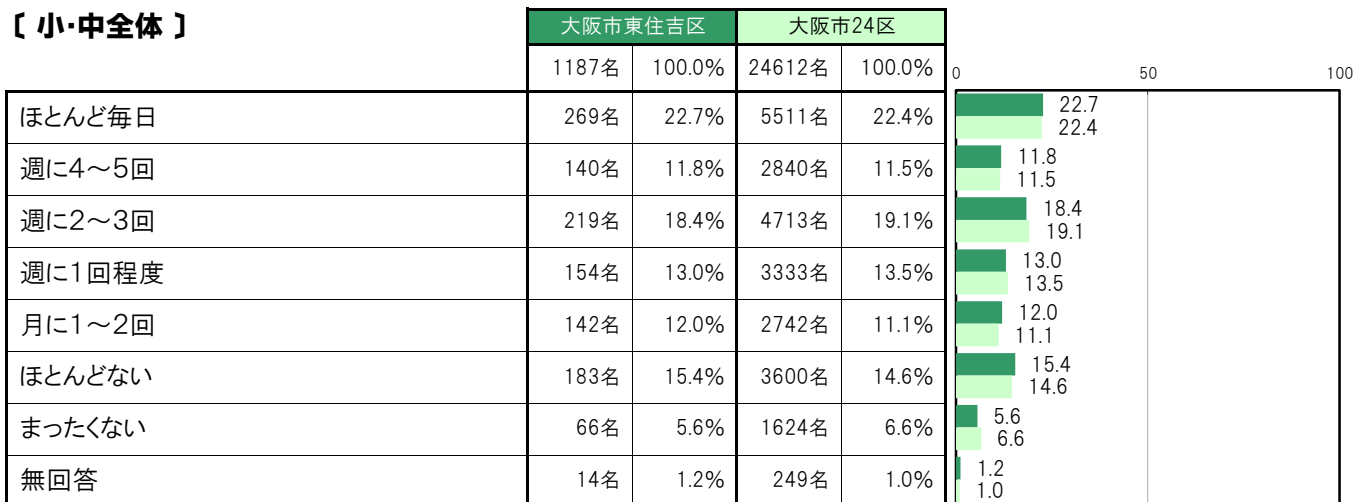 〔 小・中全体 〕
大阪市東住吉区 大阪市24区
1187名 100.0% 24612名 100.0% 0 50 100
ほとんど毎日 269名 22.7% 5511名 22.4% 22.7
22.4
週に4～5回 140名 11.8% 2840名 11.5% 11.8
11.5
週に2～3回 219名 18.4% 4713名 19.1% 18.4
19.1
週に1回程度 154名 13.0% 3333名 13.5% 13.0
13.5
月に1～2回 142名 12.0% 2742名 11.1% 12.0
11.1
ほとんどない 183名 15.4% 3600名 14.6% 15.4
14.6
まったくない 66名 5.6% 1624名 6.6% 5.6
6.6
無回答 14名 1.2% 249名 1.0% 1.2
1.0